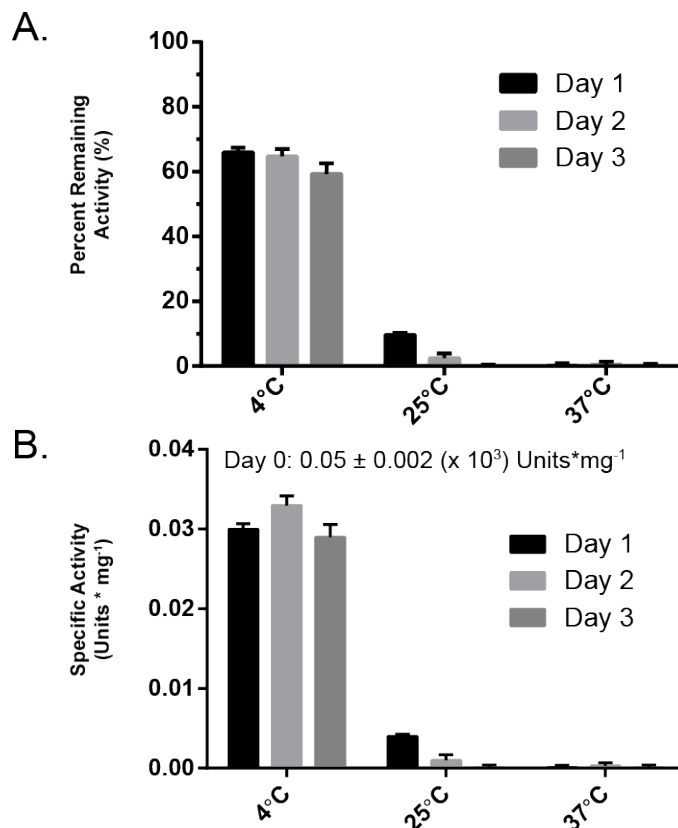 A.
Percent Remaining
Activity (%)
100
80
60
40
20
0
Day 1
Day 2
Day 3
4°C
25°C
37°C
B.
Day 0: 0.05 ± 0.002 (x 10³) Units*mg⁻¹
Specific Activity
(Units * mg⁻¹)
0.04
0.03
0.02
0.01
0.00
Day 1
Day 2
Day 3
4°C
25°C
37°C